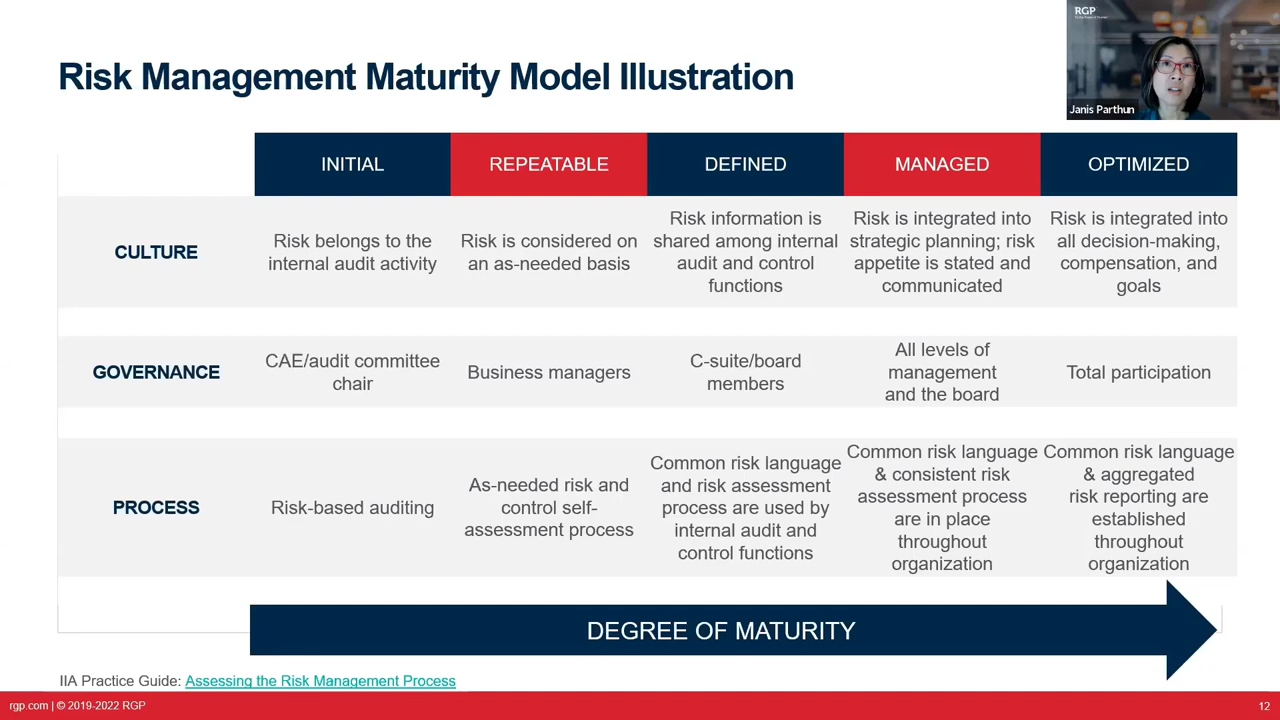 RGP
Janis Parthun
Risk Management Maturity Model Illustration
INITIAL
REPEATABLE
DEFINED
MANAGED
OPTIMIZED
CULTURE
Risk belongs to the
internal audit activity
Risk is considered on
an as-needed basis
Risk information is
shared among internal
audit and control
functions
Risk is integrated into
strategic planning; risk
appetite is stated and
communicated
Risk is integrated into
all decision-making,
compensation, and
goals
GOVERNANCE
CAE/audit committee
chair
Business managers
C-suite/board
members
All levels of
management
and the board
Total participation
PROCESS
Risk-based auditing
As-needed risk and
control self-
assessment process
Common risk language
and risk assessment
process are used by
internal audit and
control functions
Common risk language
& consistent risk
assessment process
are in place
throughout
organization
Common risk language
& aggregated
risk reporting are
established
throughout
organization
DEGREE OF MATURITY
IIA Practice Guide: Assessing the Risk Management Process
rgp.com | © 2019-2022 RGP
12